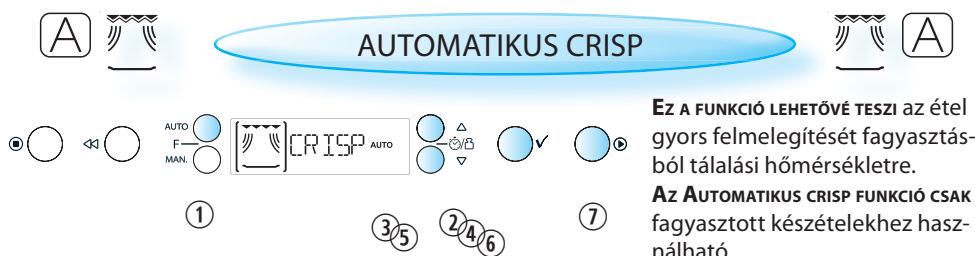 A
AUTOMATIKUS CRISP
A
AUTO
F
MAN.
CRISP AUTO
1
3 5
2 4 6
7
EZ A FUNKCIÓ LEHETŐVÉ TESZI az étel
gyors felmelegítését fagyasztás-
ból tálalási hőmérsékletre.
AZ AUTOMATIKUS CRISP FUNKCIÓ CSAK
fagyasztott készételekhez hasz-
nálható